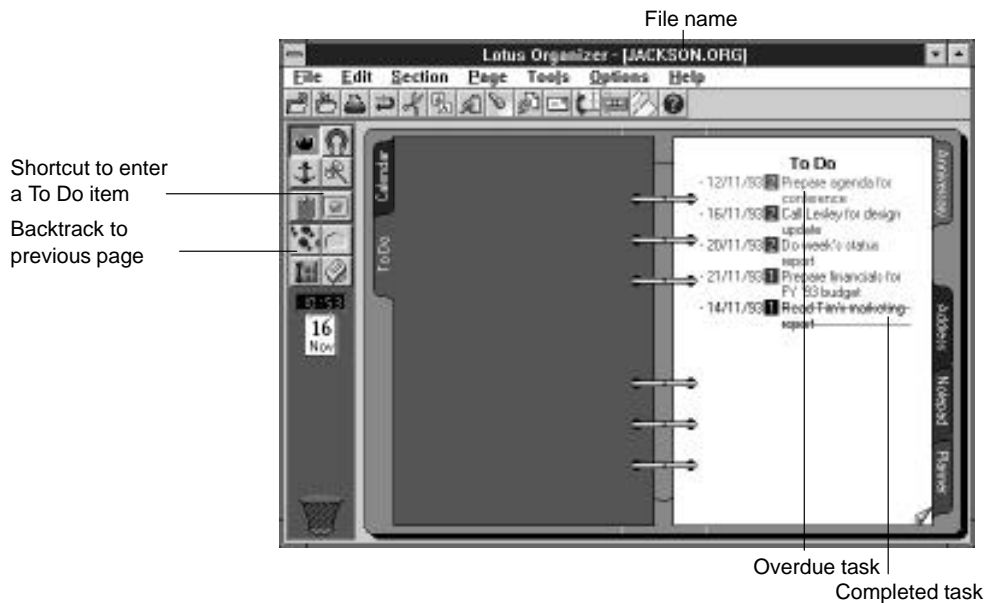 File name
Lotus Organizer - [JACKSON.ORG]
File Edit Section Page Tools Options Help
Shortcut to enter
a To Do item
Backtrack to
previous page
Calendar
To Do
16
Nov
To Do
- 12/11/93 2 Prepare agenda for
conference
- 16/11/93 2 Call Lesley for design
update
- 20/11/93 2 Do week's status
report
- 21/11/93 1 Prepare financials for
FY '93 budget
- 14/11/93 1 Read Tim's marketing
report
Anniversary
Address
Notepad
Planner
Overdue task
Completed task